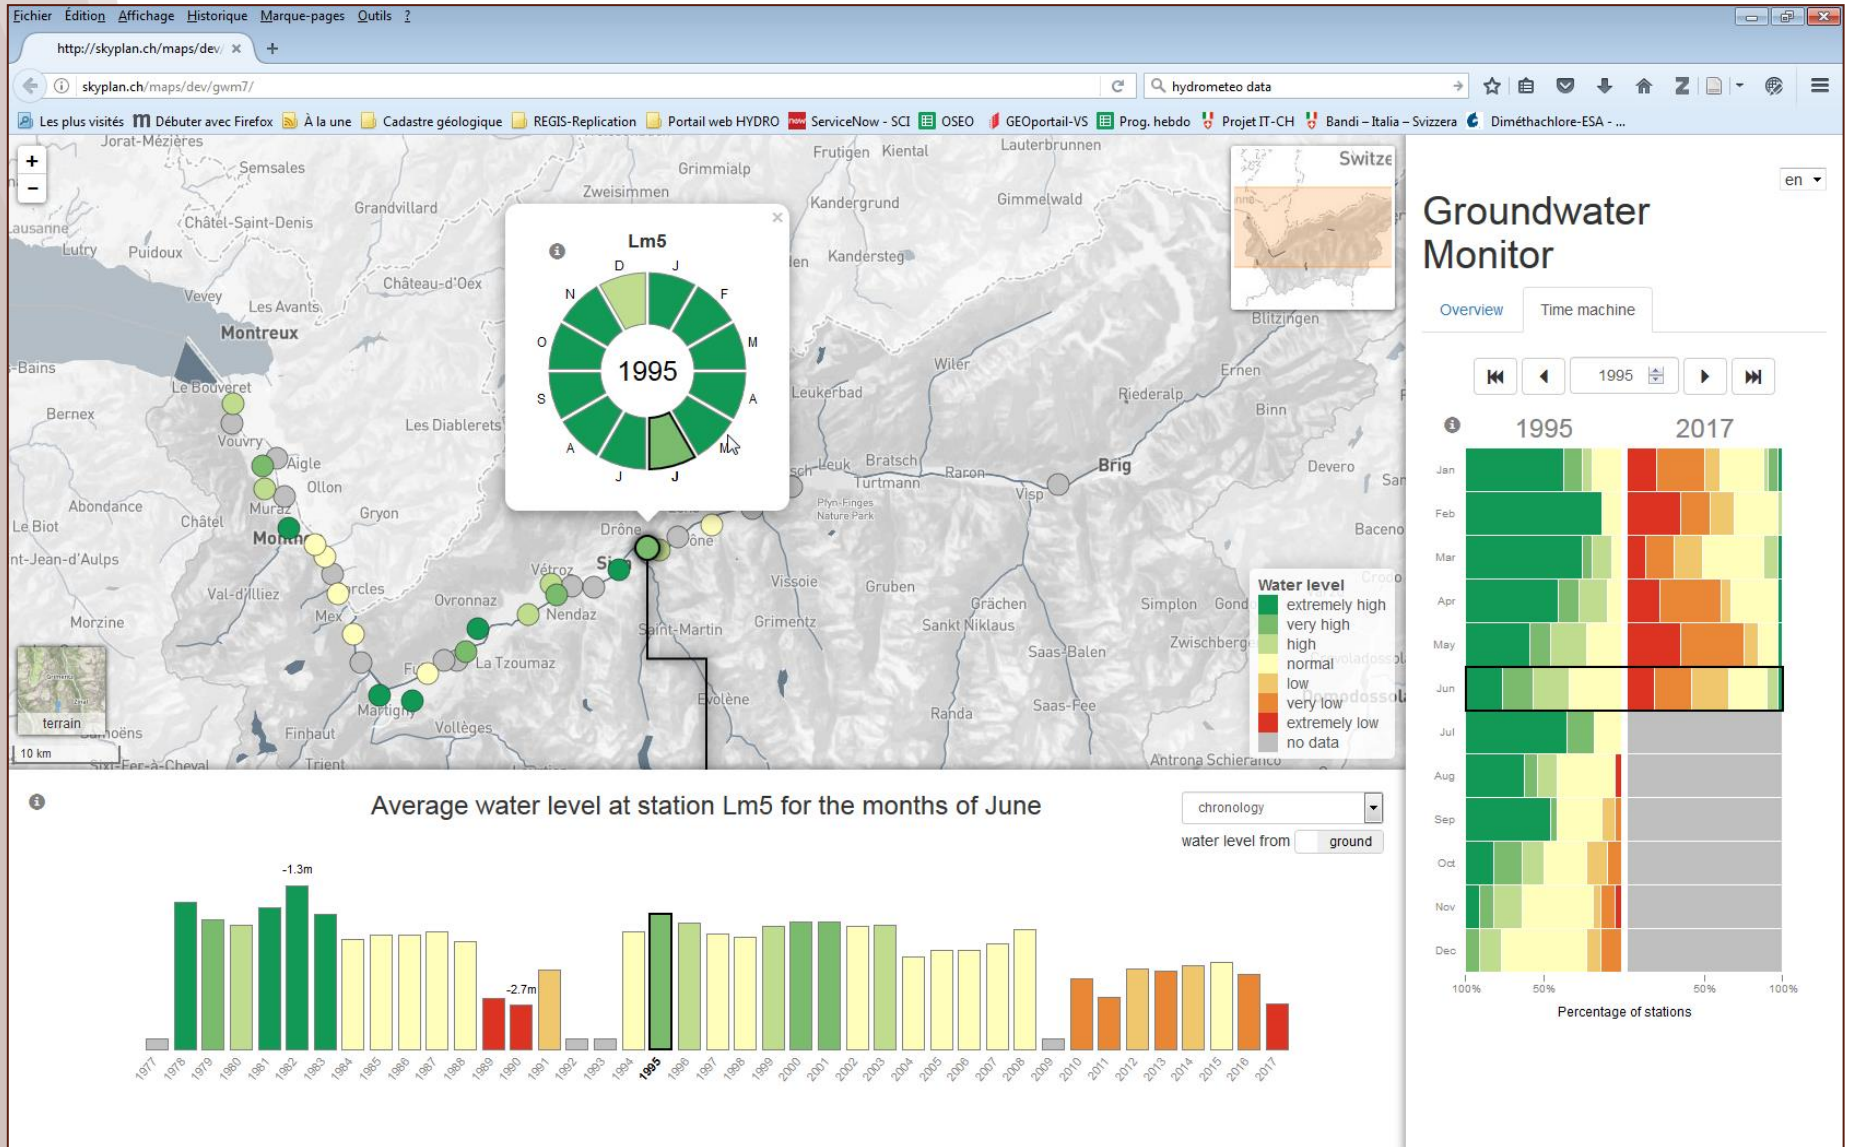 Fichier Édition Affichage Historique Marque-pages Outils ?
http://skyplan.ch/maps/dev/ × +
skyplan.ch/maps/dev/gwm7/
hydrometeo data
Les plus visités Débuter avec Firefox À la une Cadastre géologique REGIS-Replication Portail web HYDRO ServiceNow - SCI OSEO GEOportail-VS Prog. hebdo Projet IT-CH Bandi – Italia – Svizzera Diméthachlore-ESA - ...
+
−
Jorat-Mézières
Semsales
Grimmialp
Frutigen Kiental
Lauterbrunnen
Zweisimmen
Grandvillard
Châtel-Saint-Denis
Kandergrund
Gimmelwald
Lutry
Puidoux
Kandersteg
Château-d'Oex
Vevey
Les Avants
Montreux
Blitzingen
Wiler
Ernen
Le Bouveret
Leukerbad
Riederalp
Binn
Bernex
Les Diablerets
Vouvry
Aigle
Leuk
Bratsch
Raron
Brig
Devero
Turtmann
Visp
Ollon
Abondance
Muraz
Gryon
Pfyn-Finges
Nature Park
Le Biot
Châtel
Drône
Baceno
Vétroz
Vissoie
Gruben
Val-d'Illiez
Ovronnaz
Grächen
Simplon
Morzine
Mex
Nendaz
Saint-Martin
Grimentz
Sankt Niklaus
Zwischberge
Saas-Balen
La Tzoumaz
Evolène
Randa
Saas-Fee
Martigny
Vollèges
Finhaut
Trient
Sixt-Fer-à-Cheval
Antrona Schieranco
terrain
10 km
Switze
×
Lm5
D J
N F
O M
1995
S A
A M
J J
Water level
extremely high
very high
high
normal
low
very low
extremely low
no data
Average water level at station Lm5 for the months of June
chronology
water level from ground
-1.3m
-2.7m
1977 1978 1979 1980 1981 1982 1983 1984 1985 1986 1987 1988 1989 1990 1991 1992 1993 1994 1995 1996 1997 1998 1999 2000 2001 2002 2003 2004 2005 2006 2007 2008 2009 2010 2011 2012 2013 2014 2015 2016 2017
en
Groundwater
Monitor
Overview Time machine
1995
1995 2017
Jan
Feb
Mar
Apr
May
Jun
Jul
Aug
Sep
Oct
Nov
Dec
100% 50% 50% 100%
Percentage of stations